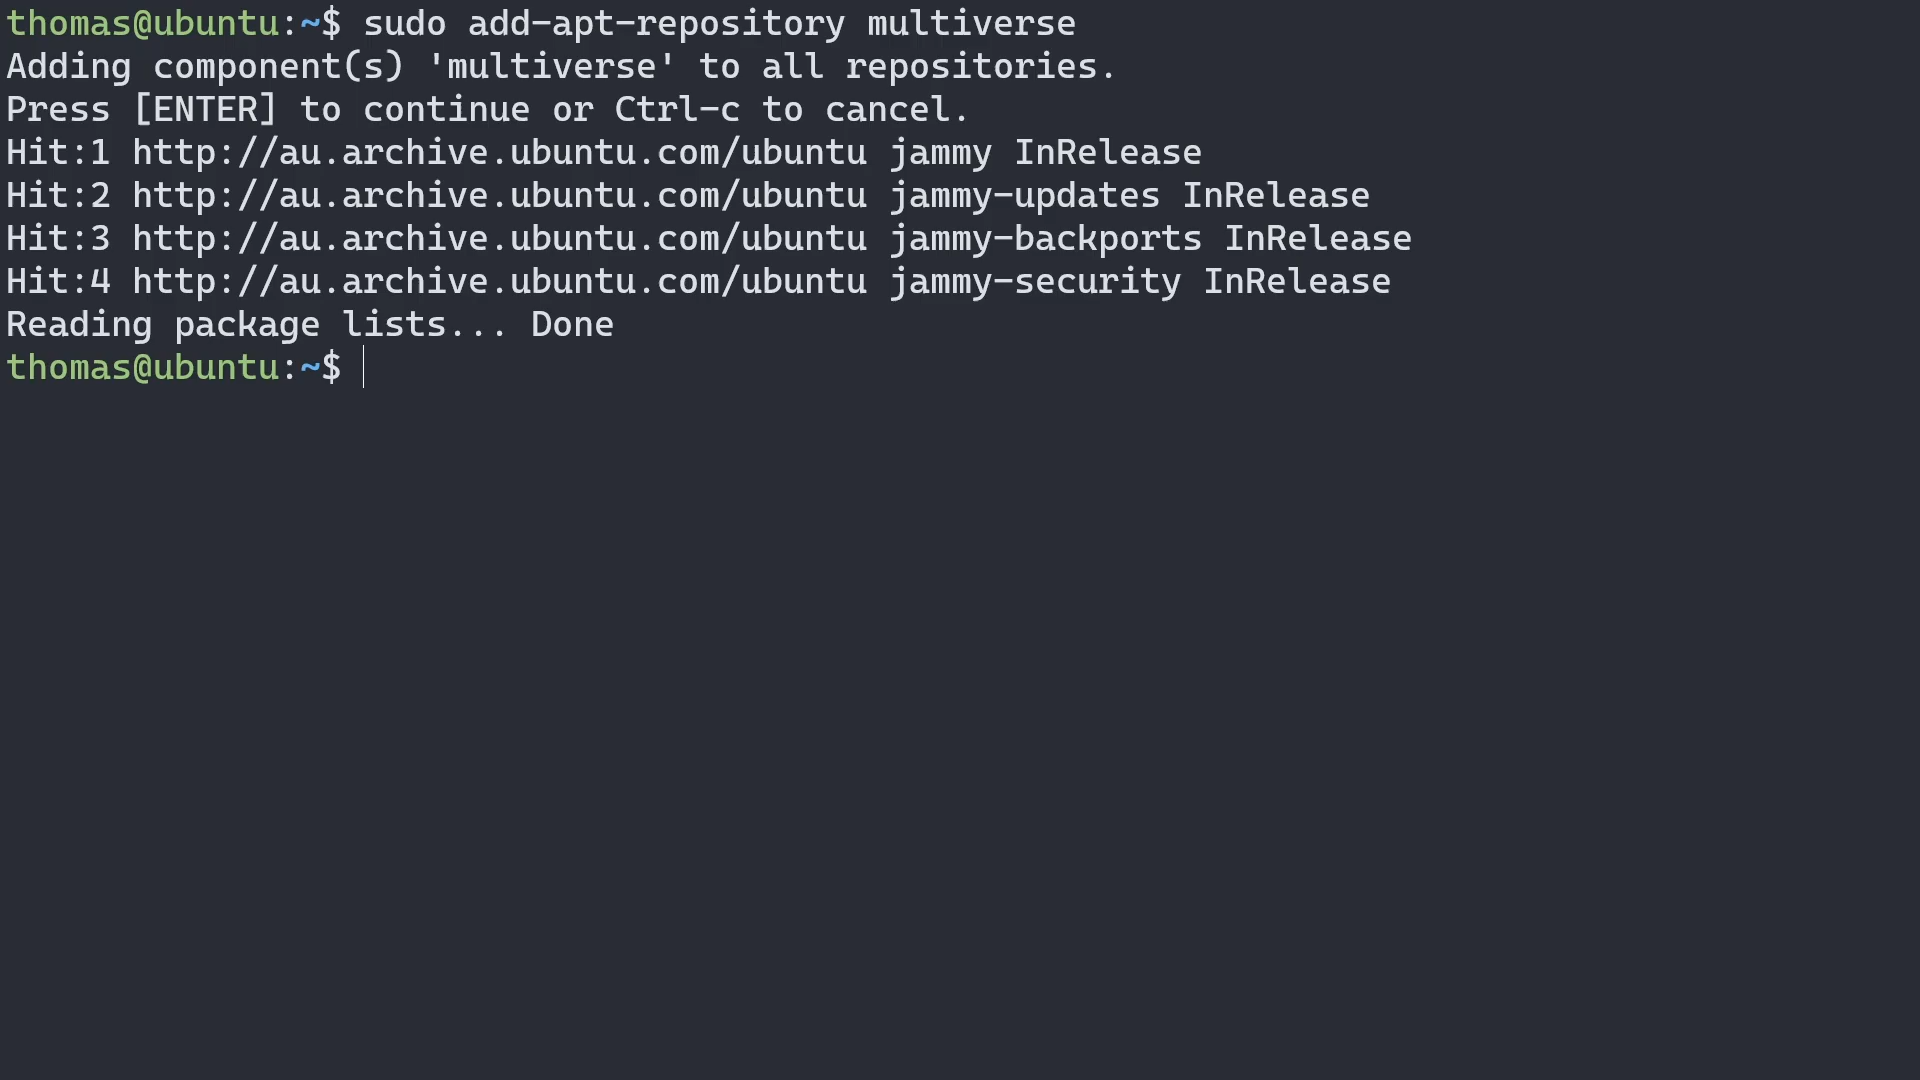 thomas@ubuntu:~$ sudo add-apt-repository multiverse
Adding component(s) 'multiverse' to all repositories.
Press [ENTER] to continue or Ctrl-c to cancel.
Hit:1 http://au.archive.ubuntu.com/ubuntu jammy InRelease
Hit:2 http://au.archive.ubuntu.com/ubuntu jammy-updates InRelease
Hit:3 http://au.archive.ubuntu.com/ubuntu jammy-backports InRelease
Hit:4 http://au.archive.ubuntu.com/ubuntu jammy-security InRelease
Reading package lists... Done
thomas@ubuntu:~$